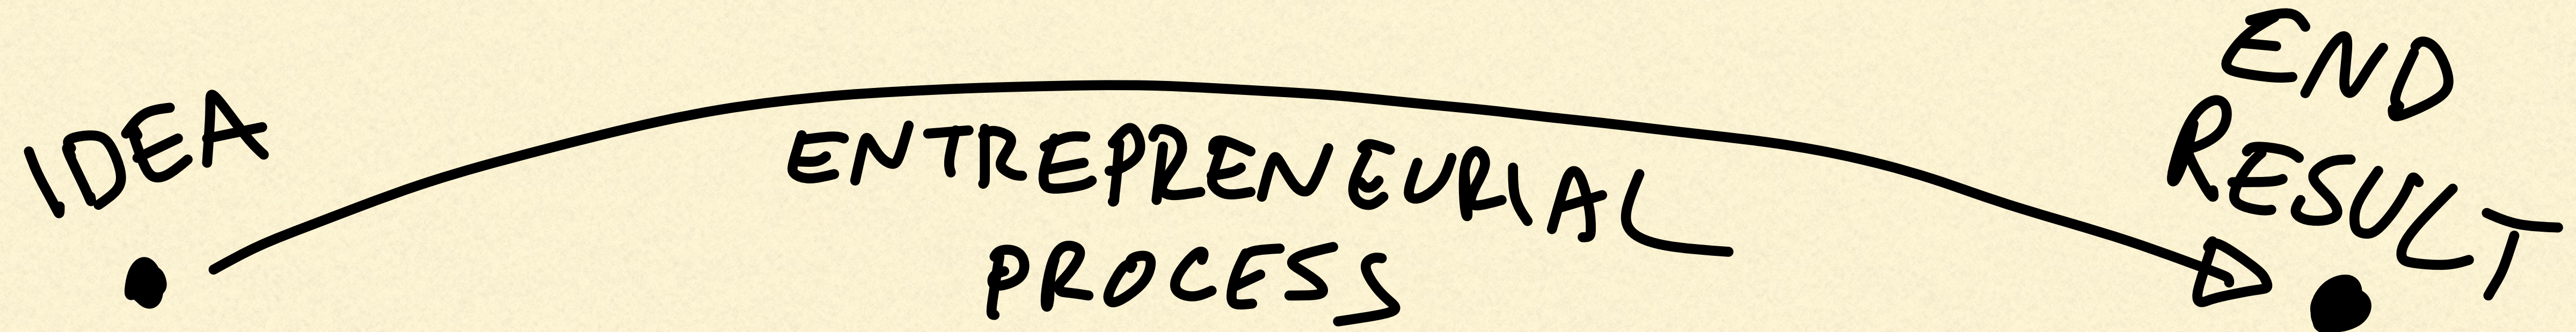 IDEA
ENTREPRENEURIAL
PROCESS
END
RESULT